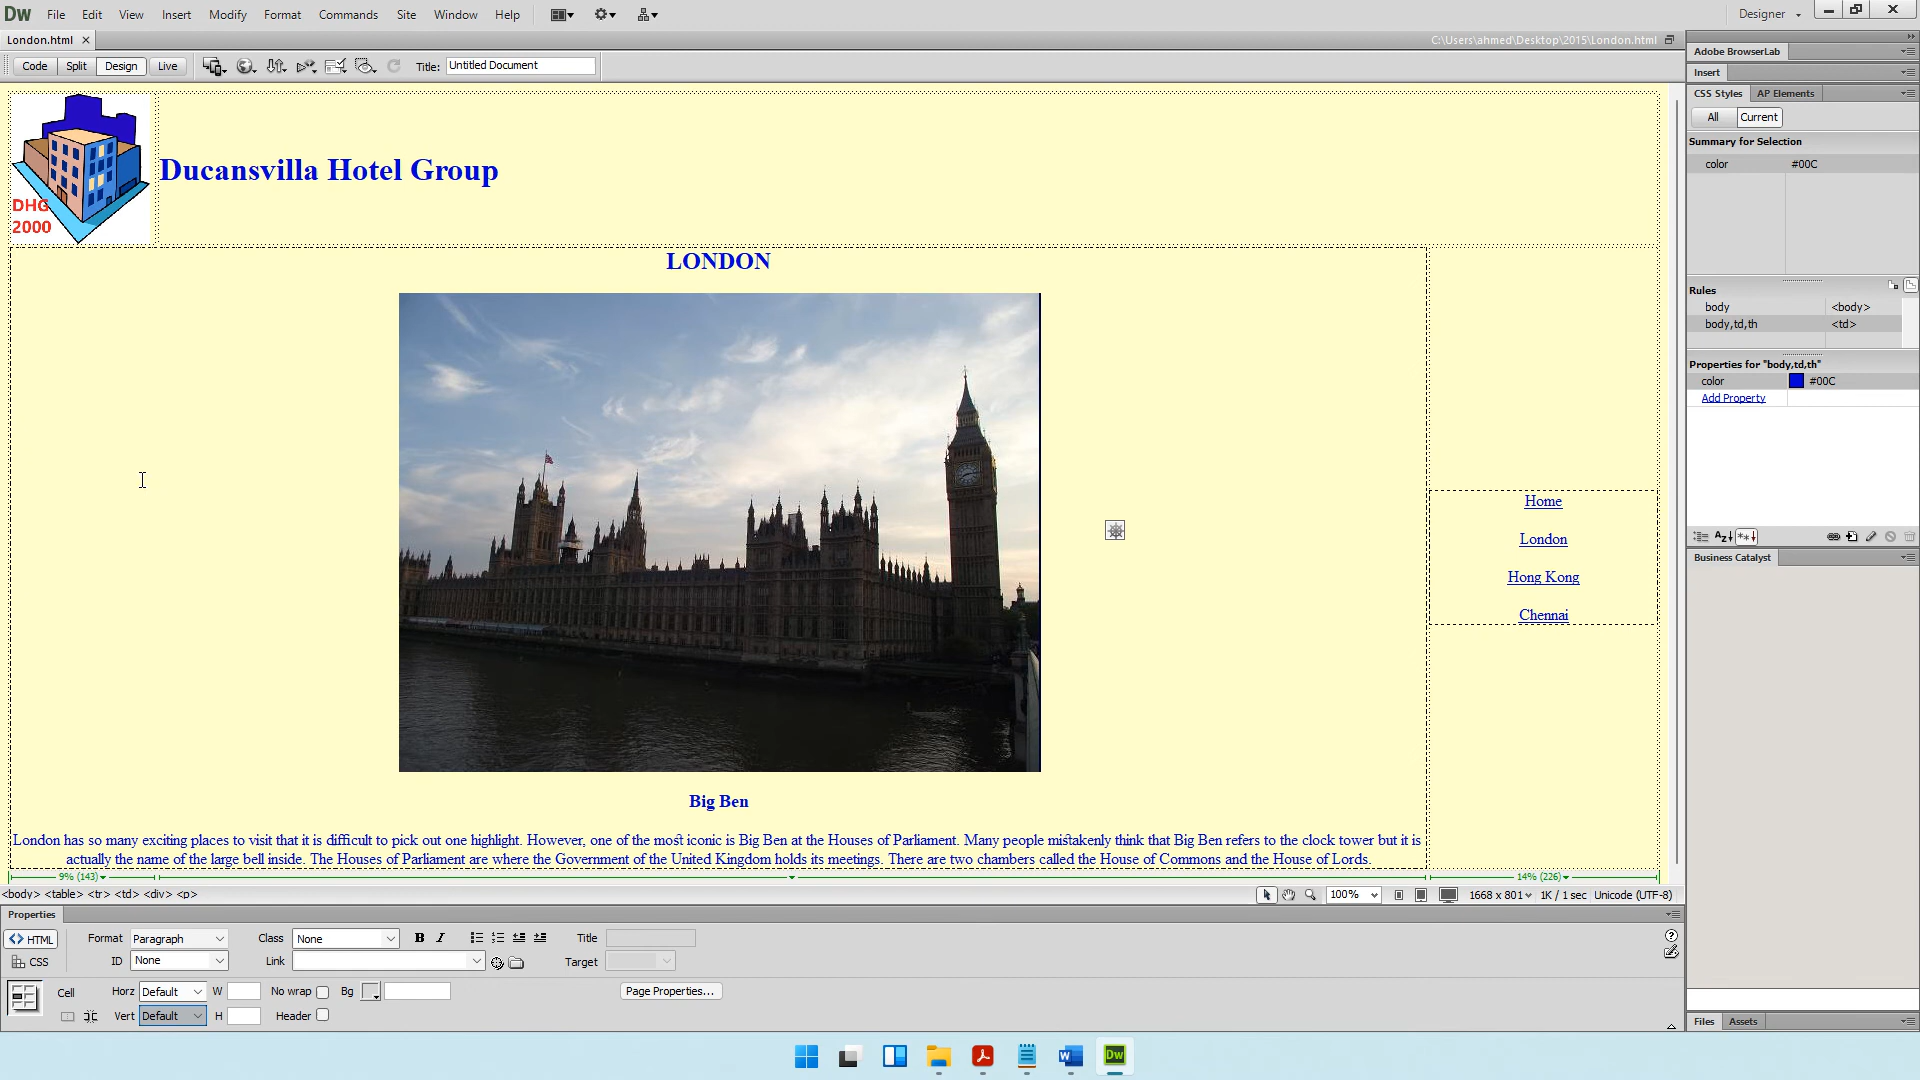 Dw File Edit View Insert Modify Format Commands Site Window Help Designer
London.html C:\Users\ahmed\Desktop\2015\London.html
Code Split Design Live Title: Untitled Document
DHG
2000
Ducansvilla Hotel Group
LONDON
Home
London
Hong Kong
Chennai
Big Ben
London has so many exciting places to visit that it is difficult to pick out one highlight. However, one of the most iconic is Big Ben at the Houses of Parliament. Many people mistakenly think that Big Ben refers to the clock tower but it is
actually the name of the large bell inside. The Houses of Parliament are where the Government of the United Kingdom holds its meetings. There are two chambers called the House of Commons and the House of Lords.
9% (143) 14% (226)
<body> <table> <tr> <td> <div> <p> 100% 1668 x 801 1K / 1 sec Unicode (UTF-8)
Properties
<> HTML Format Paragraph Class None B I Title
CSS ID None Link Target
Cell Horz Default W No wrap Bg Page Properties...
Vert Default H Header
Adobe BrowserLab
Insert
CSS Styles AP Elements
All Current
Summary for Selection
color #00C
Rules
body <body>
body,td,th <td>
Properties for "body,td,th"
color #00C
Add Property
Business Catalyst
Files Assets
Dw